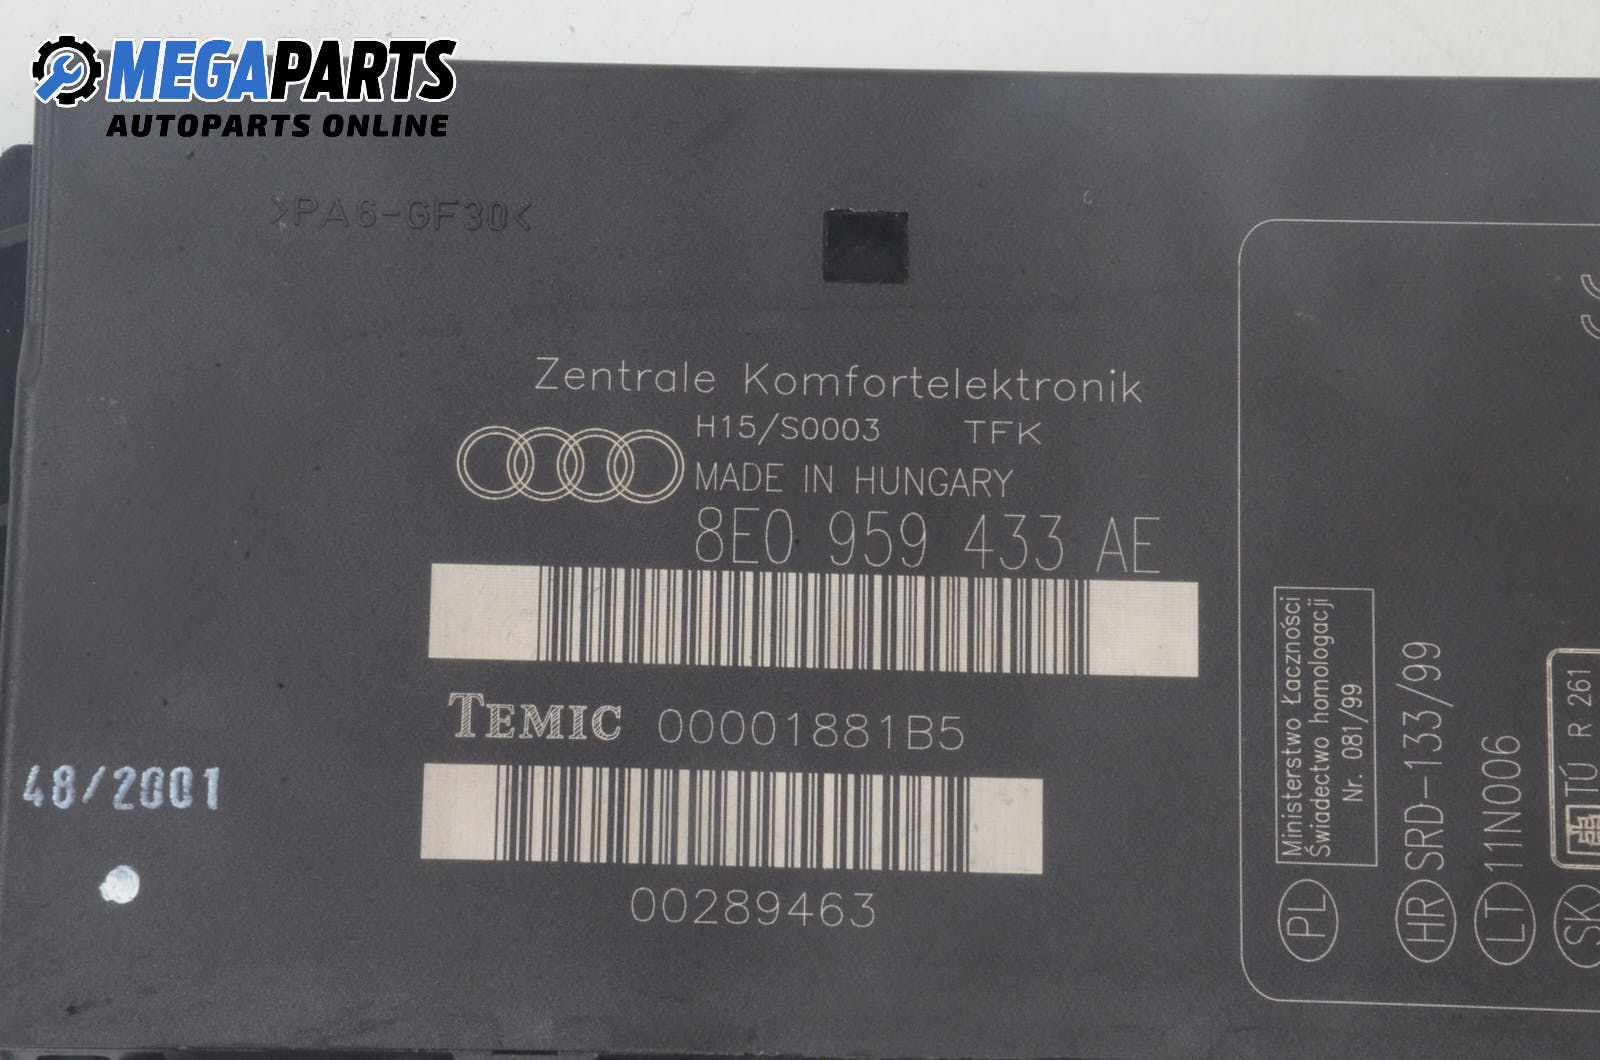 MEGAPARTS
AUTOPARTS ONLINE
>PA6-GF30<
Zentrale Komfortelektronik
H15/S0003 TFK
MADE IN HUNGARY
8E0 959 433 AE
TEMIC 00001881B5
48/2001
00289463
Ministerstwo Łączności
Świadectwo homologacji
Nr. 081/99
PL
HR SRD-133/99
LT 11N006
SK TÚ R 261